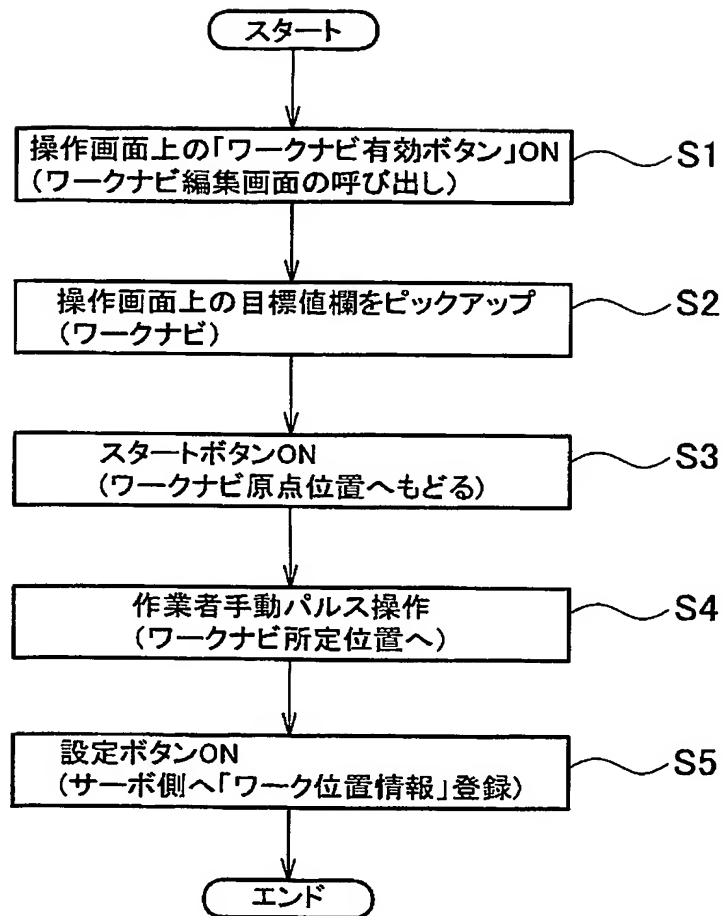 スタート
操作画面上の「ワークナビ有効ボタン」ON
(ワークナビ編集画面の呼び出し)
S1
操作画面上の目標値欄をピックアップ
(ワークナビ)
S2
スタートボタンON
(ワークナビ原点位置へもどる)
S3
作業者手動パルス操作
(ワークナビ所定位置へ)
S4
設定ボタンON
(サーボ側へ「ワーク位置情報」登録)
S5
エンド